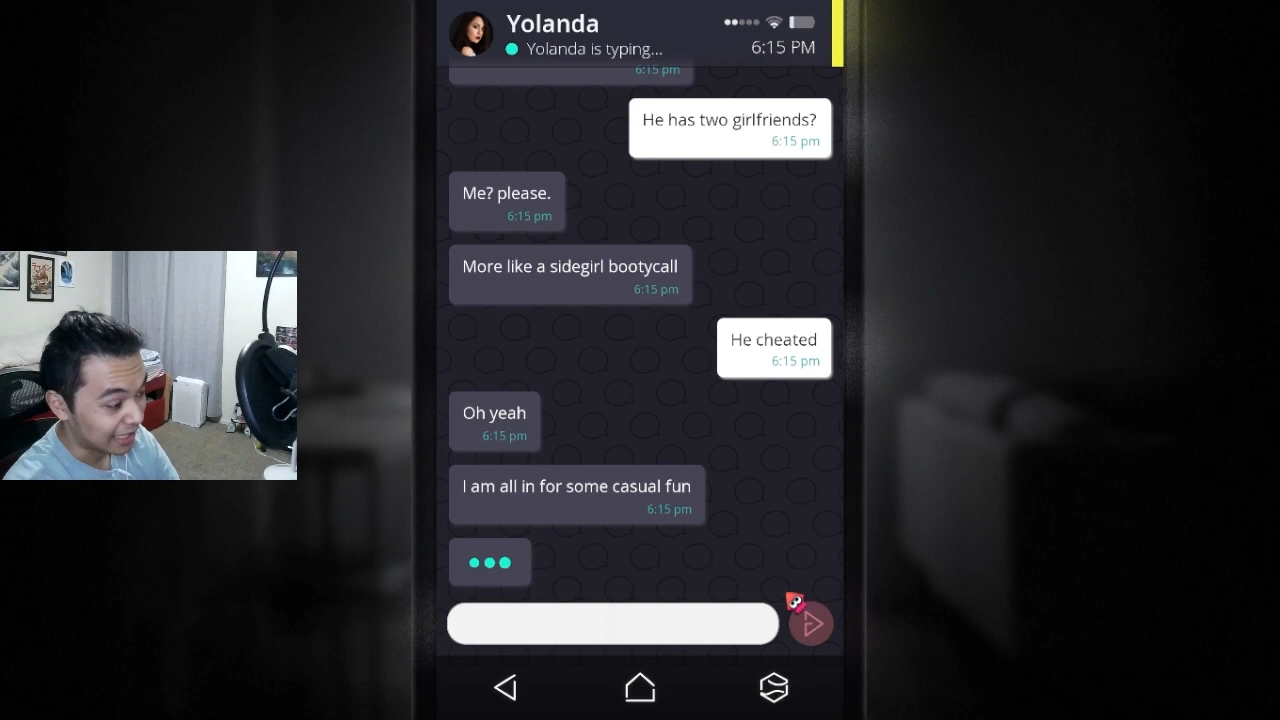 Yolanda
Yolanda is typing...
6:15 PM
6:15 pm
He has two girlfriends?
6:15 pm
Me? please.
6:15 pm
More like a sidegirl bootycall
6:15 pm
He cheated
6:15 pm
Oh yeah
6:15 pm
I am all in for some casual fun
6:15 pm